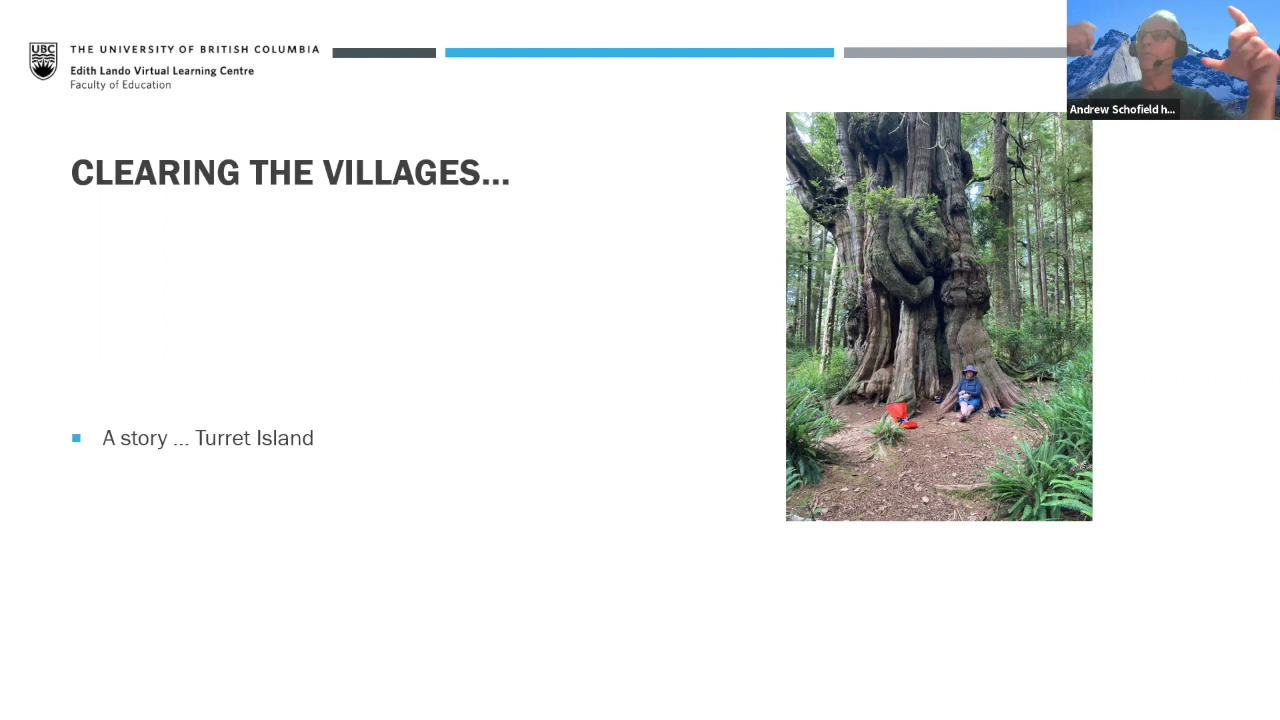 UBC
THE UNIVERSITY OF BRITISH COLUMBIA
Edith Lando Virtual Learning Centre
Faculty of Education
Andrew Schofield h...
CLEARING THE VILLAGES...
A story ... Turret Island